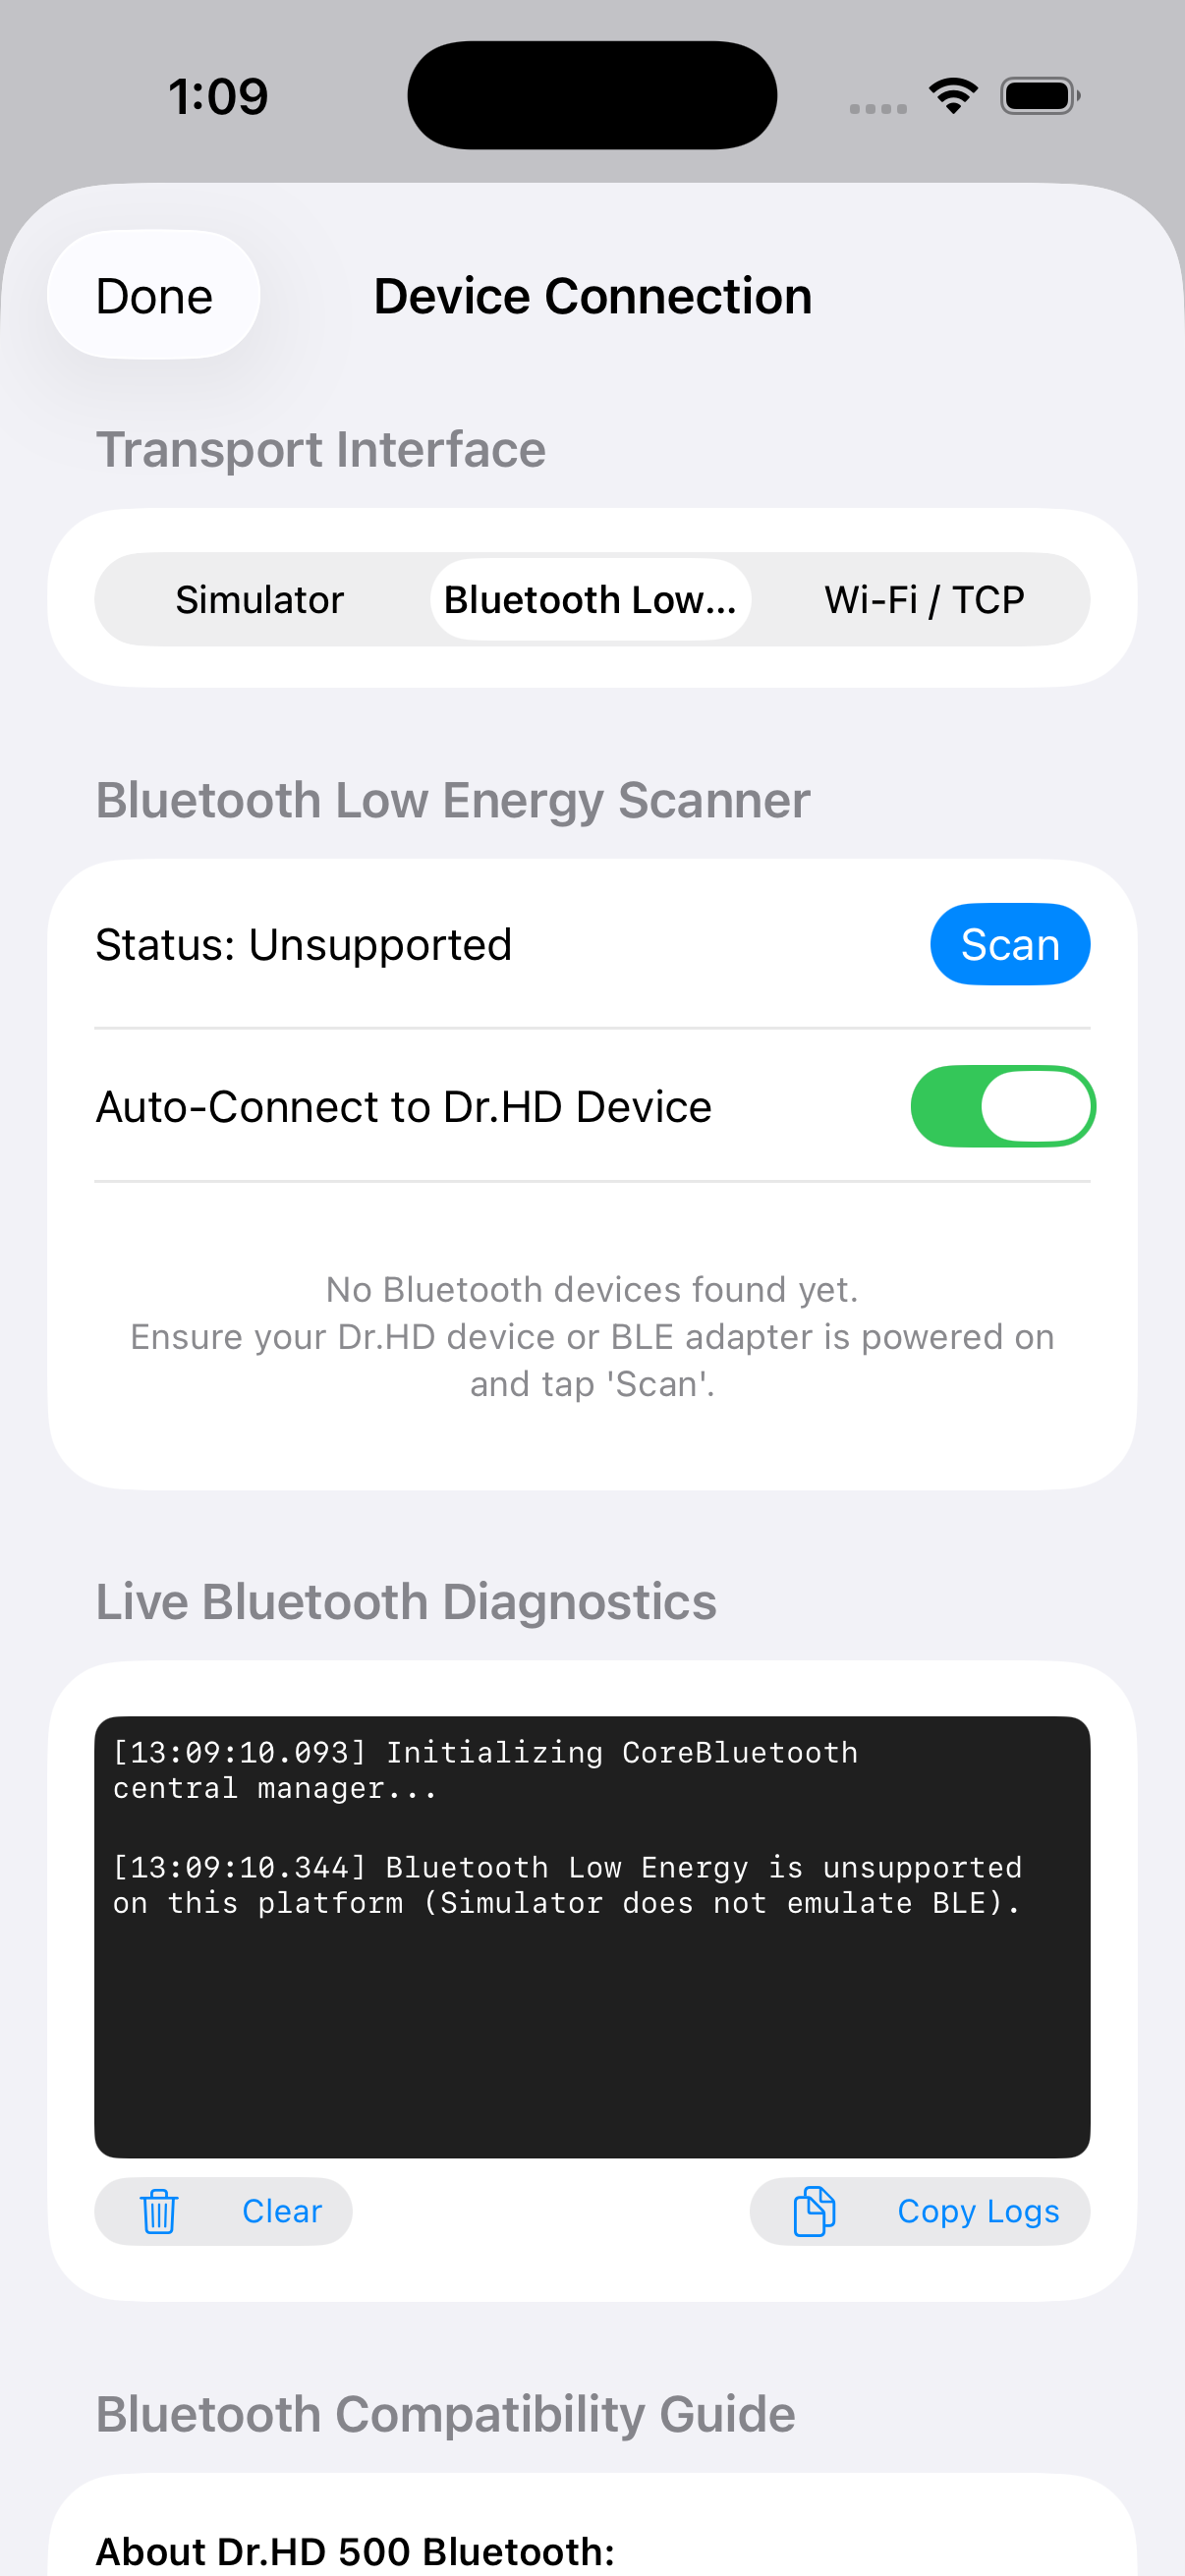 1:09
Done
Device Connection
Transport Interface
Simulator
Bluetooth Low...
Wi-Fi / TCP
Bluetooth Low Energy Scanner
Status: Unsupported
Scan
Auto-Connect to Dr.HD Device
No Bluetooth devices found yet.
Ensure your Dr.HD device or BLE adapter is powered on
and tap 'Scan'.
Live Bluetooth Diagnostics
[13:09:10.093] Initializing CoreBluetooth
central manager...
[13:09:10.344] Bluetooth Low Energy is unsupported
on this platform (Simulator does not emulate BLE).
Clear
Copy Logs
Bluetooth Compatibility Guide
About Dr.HD 500 Bluetooth: